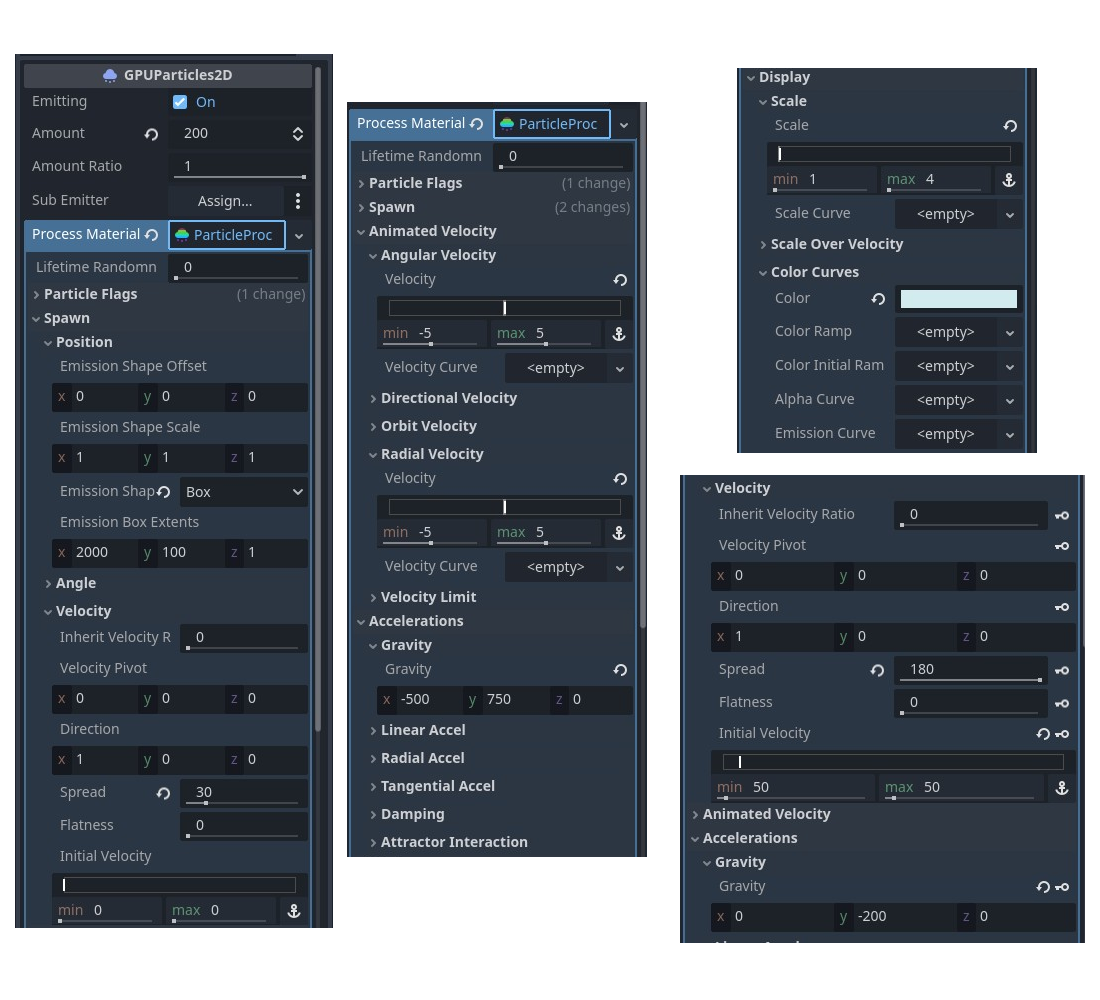 GPUParticles2D
Emitting On
Amount 200
Amount Ratio 1
Sub Emitter Assign...
Process Material ParticleProc
Lifetime Randomn 0
Particle Flags (1 change)
Spawn
Position
Emission Shape Offset
x 0 y 0 z 0
Emission Shape Scale
x 1 y 1 z 1
Emission Shap Box
Emission Box Extents
x 2000 y 100 z 1
Angle
Velocity
Inherit Velocity R 0
Velocity Pivot
x 0 y 0 z 0
Direction
x 1 y 0 z 0
Spread 30
Flatness 0
Initial Velocity
min 0 max 0
Process Material ParticleProc
Lifetime Randomn 0
Particle Flags (1 change)
Spawn (2 changes)
Animated Velocity
Angular Velocity
Velocity
min -5 max 5
Velocity Curve <empty>
Directional Velocity
Orbit Velocity
Radial Velocity
Velocity
min -5 max 5
Velocity Curve <empty>
Velocity Limit
Accelerations
Gravity
Gravity
x -500 y 750 z 0
Linear Accel
Radial Accel
Tangential Accel
Damping
Attractor Interaction
Display
Scale
Scale
min 1 max 4
Scale Curve <empty>
Scale Over Velocity
Color Curves
Color
Color Ramp <empty>
Color Initial Ram <empty>
Alpha Curve <empty>
Emission Curve <empty>
Velocity
Inherit Velocity Ratio 0
Velocity Pivot
x 0 y 0 z 0
Direction
x 1 y 0 z 0
Spread 180
Flatness 0
Initial Velocity
min 50 max 50
Animated Velocity
Accelerations
Gravity
Gravity
x 0 y -200 z 0